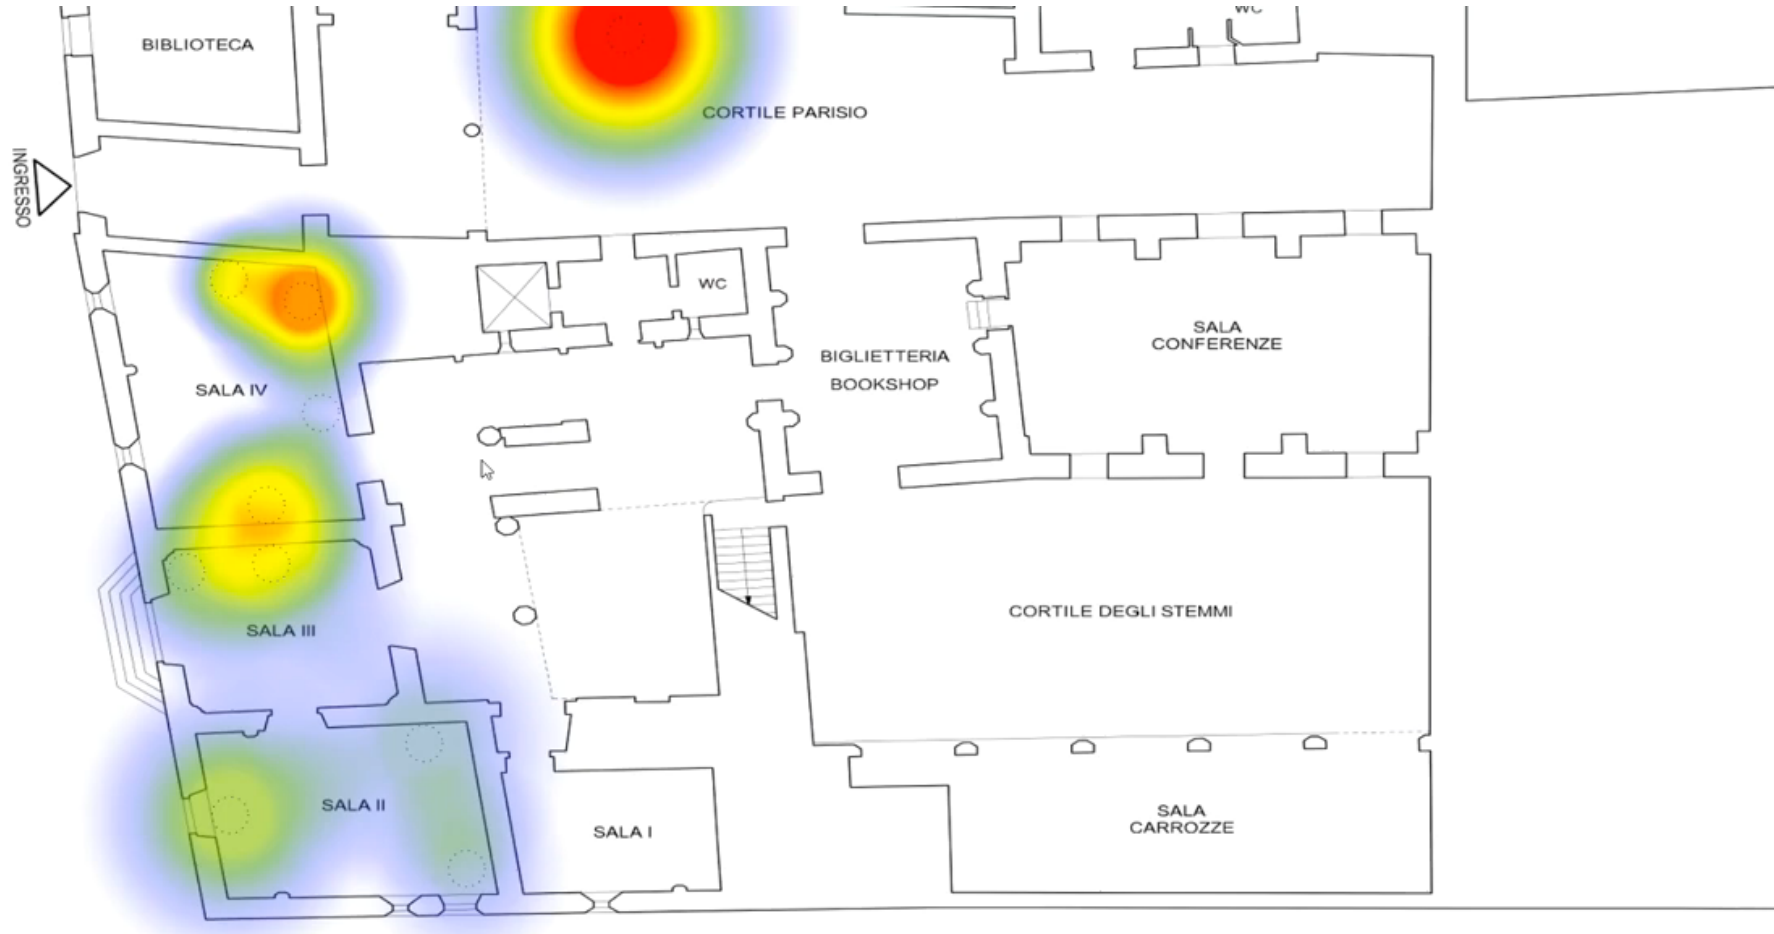 WC
BIBLIOTECA
CORTILE PARISIO
INGRESSO
WC
SALA
CONFERENZE
BIGLIETTERIA
BOOKSHOP
SALA IV
CORTILE DEGLI STEMMI
SALA III
SALA II
SALA I
SALA
CARROZZE